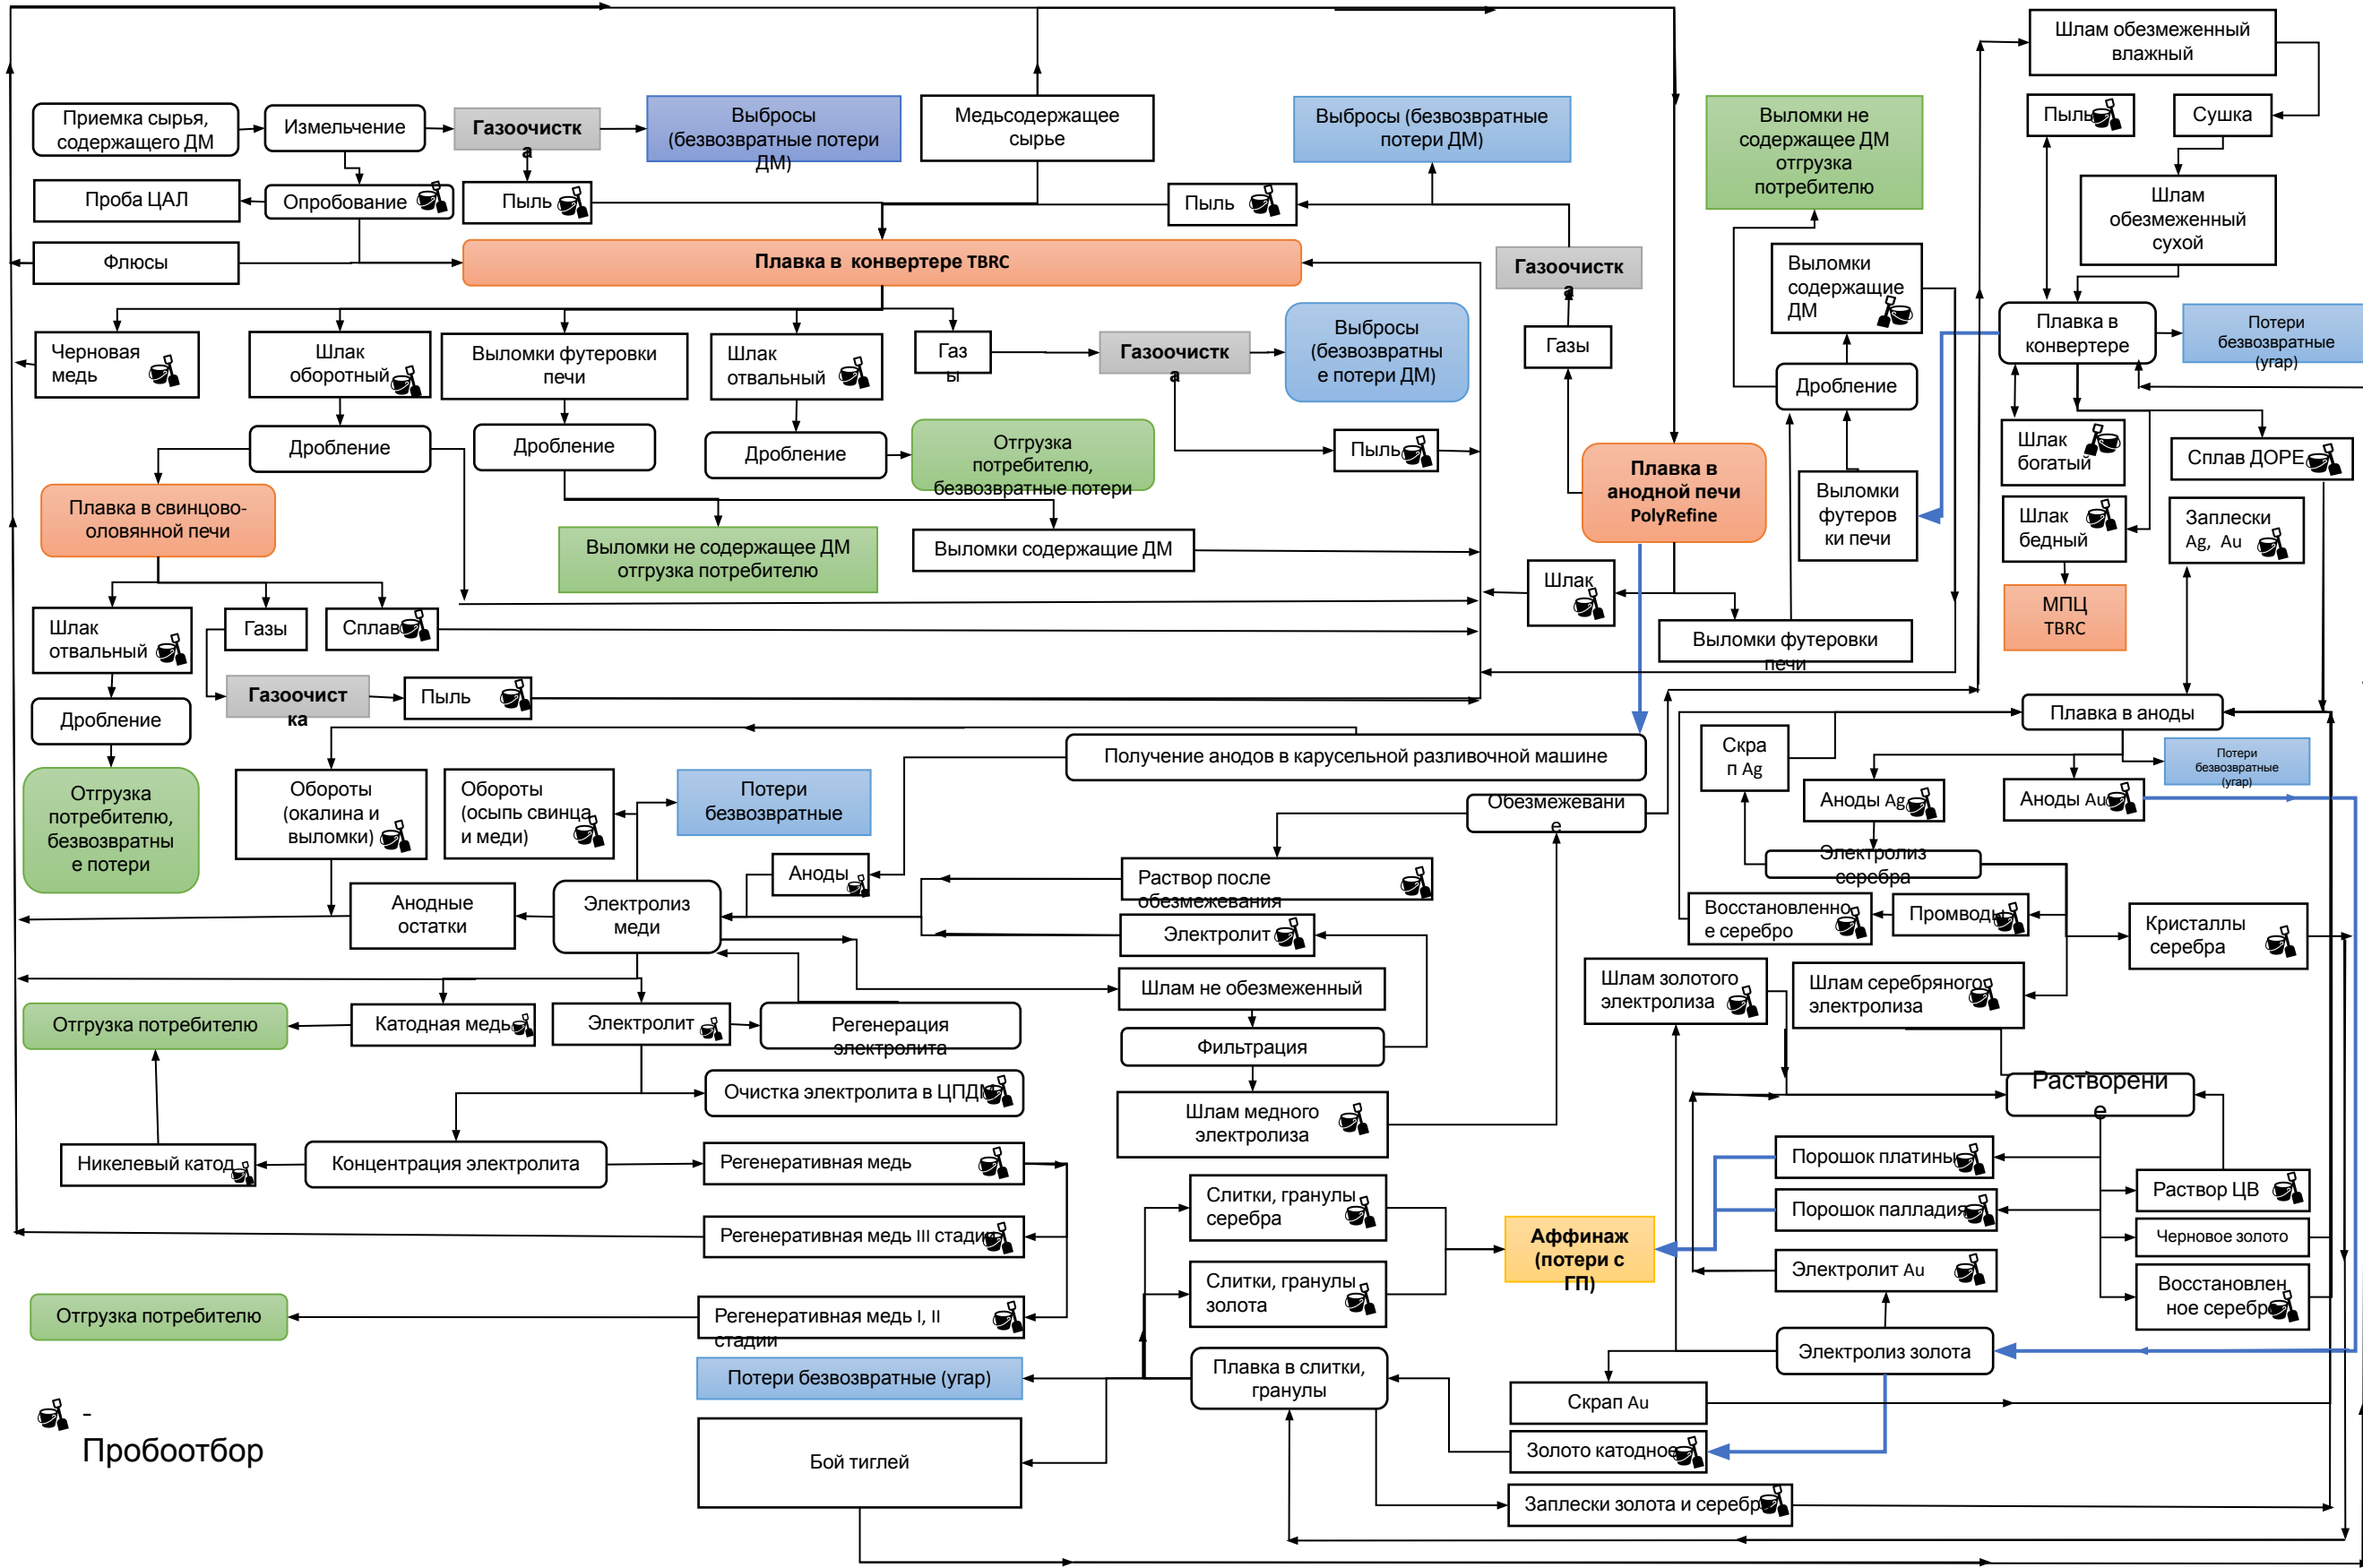 Шлам обезмеженный
влажный
Приемка сырья,
содержащего ДМ
Измельчение
Газоочистк
а
Выбросы
(безвозвратные потери
ДМ)
Медьсодержащее
сырье
Выбросы (безвозвратные
потери ДМ)
Выломки не
содержащее ДМ
отгрузка
потребителю
Пыль
Сушка
Проба ЦАЛ
Опробование
Пыль
Пыль
Шлам
обезмеженный
сухой
Флюсы
Плавка в конвертере TBRC
Газоочистк
а
Выломки
содержащие
ДМ
Черновая
медь
Шлак
оборотный
Выломки футеровки
печи
Шлак
отвальный
Газ
ы
Газоочистк
а
Выбросы
(безвозвратны
е потери ДМ)
Газы
Плавка в
конвертере
Потери
безвозвратные
(угар)
Дробление
Дробление
Дробление
Дробление
Отгрузка
потребителю,
безвозвратные потери
Пыль
Плавка в
анодной печи
PolyRefine
Выломки
футеров
ки печи
Шлак
богатый
Сплав ДОРЕ
Плавка в свинцово-
оловянной печи
Выломки не содержащее ДМ
отгрузка потребителю
Выломки содержащие ДМ
Шлак
бедный
Заплески
Ag, Au
Шлак
МПЦ
TBRC
Шлак
отвальный
Газы
Сплав
Выломки футеровки
печи
Газоочист
ка
Пыль
Дробление
Плавка в аноды
Получение анодов в карусельной разливочной машине
Скра
п Ag
Потери
безвозвратные
(угар)
Отгрузка
потребителю,
безвозвратны
е потери
Обороты
(окалина и
выломки)
Обороты
(осыпь свинца
и меди)
Потери
безвозвратные
Обезмежевани
е
Аноды Ag
Аноды Au
Аноды
Раствор после
обезмежевания
Электролиз
серебра
Анодные
остатки
Электролиз
меди
Электролит
Восстановленно
е серебро
Промводы
Кристаллы
серебра
Шлам не обезмеженный
Шлам золотого
электролиза
Шлам серебряного
электролиза
Отгрузка потребителю
Катодная медь
Электролит
Регенерация
электролита
Фильтрация
Очистка электролита в ЦПДМ
Растворени
е
Шлам медного
электролиза
Никелевый катод
Концентрация электролита
Регенеративная медь
Порошок платины
Раствор ЦВ
Слитки, гранулы
серебра
Порошок палладия
Регенеративная медь III стадии
Аффинаж
(потери с
ГП)
Черновое золото
Слитки, гранулы
золота
Электролит Au
Восстановлен
ное серебро
Отгрузка потребителю
Регенеративная медь I, II
стадии
Электролиз золота
Потери безвозвратные (угар)
Плавка в слитки,
гранулы
Скрап Au
-
Пробоотбор
Бой тиглей
Золото катодное
Заплески золота и серебра